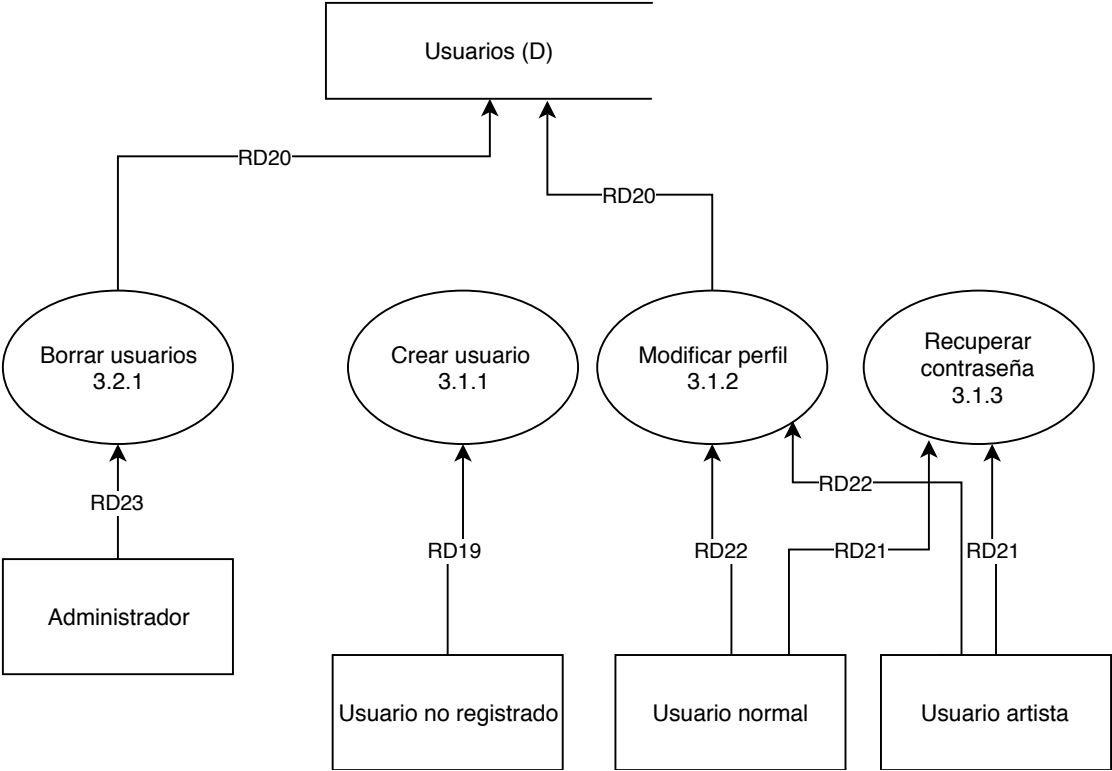 Usuarios (D)
RD20
RD20
Borrar usuarios
3.2.1
Crear usuario
3.1.1
Modificar perfil
3.1.2
Recuperar
contraseña
3.1.3
RD23
RD22
RD19
RD22
RD21
RD21
Administrador
Usuario no registrado
Usuario normal
Usuario artista